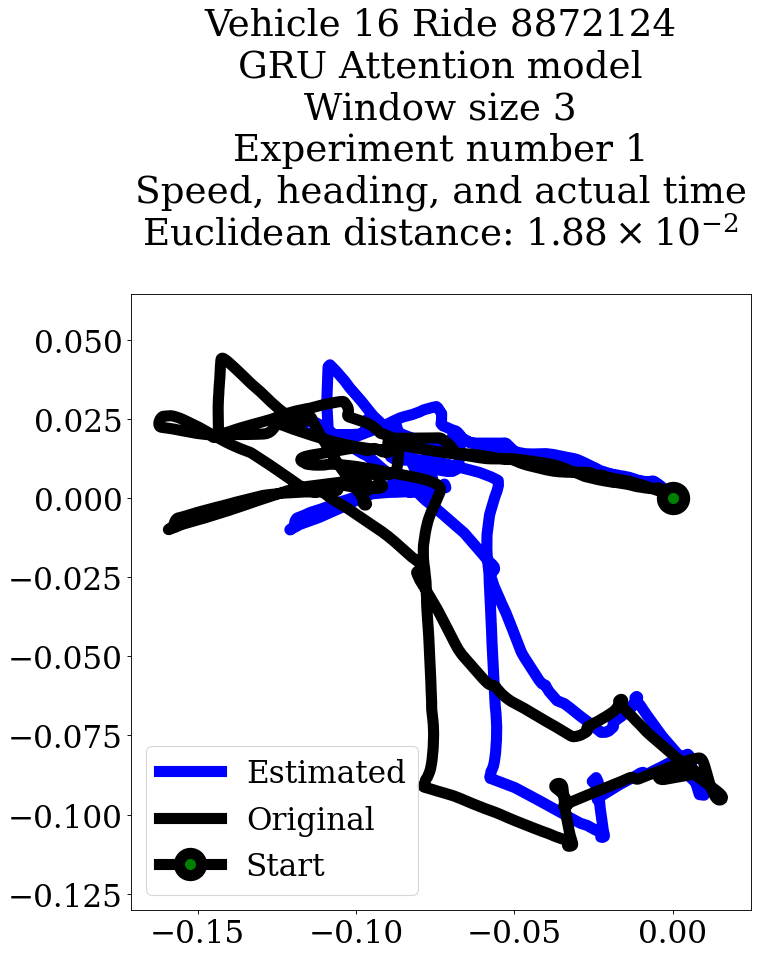 Vehicle 16 Ride 8872124
GRU Attention model
Window size 3
Experiment number 1
Speed, heading, and actual time
Euclidean distance: 1.88 × 10⁻²
0.050
0.025
0.000
−0.025
−0.050
−0.075
−0.100
−0.125
Estimated
Original
Start
−0.15 −0.10 −0.05 0.00